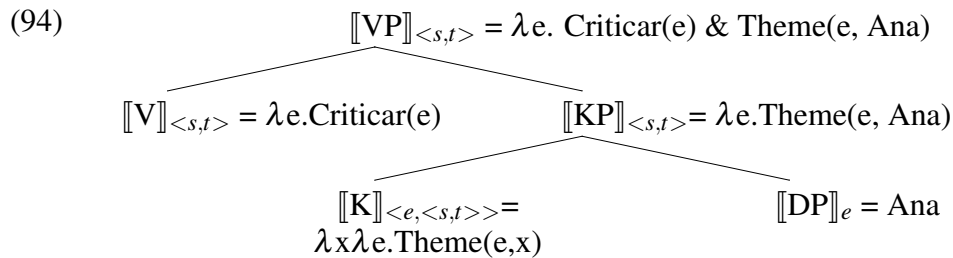 (94)
⟦VP⟧<s,t> = λe. Criticar(e) & Theme(e, Ana)
⟦V⟧<s,t> = λe.Criticar(e) ⟦KP⟧<s,t>= λe.Theme(e, Ana)
⟦K⟧<e,<s,t>>= ⟦DP⟧e = Ana
λxλe.Theme(e,x)